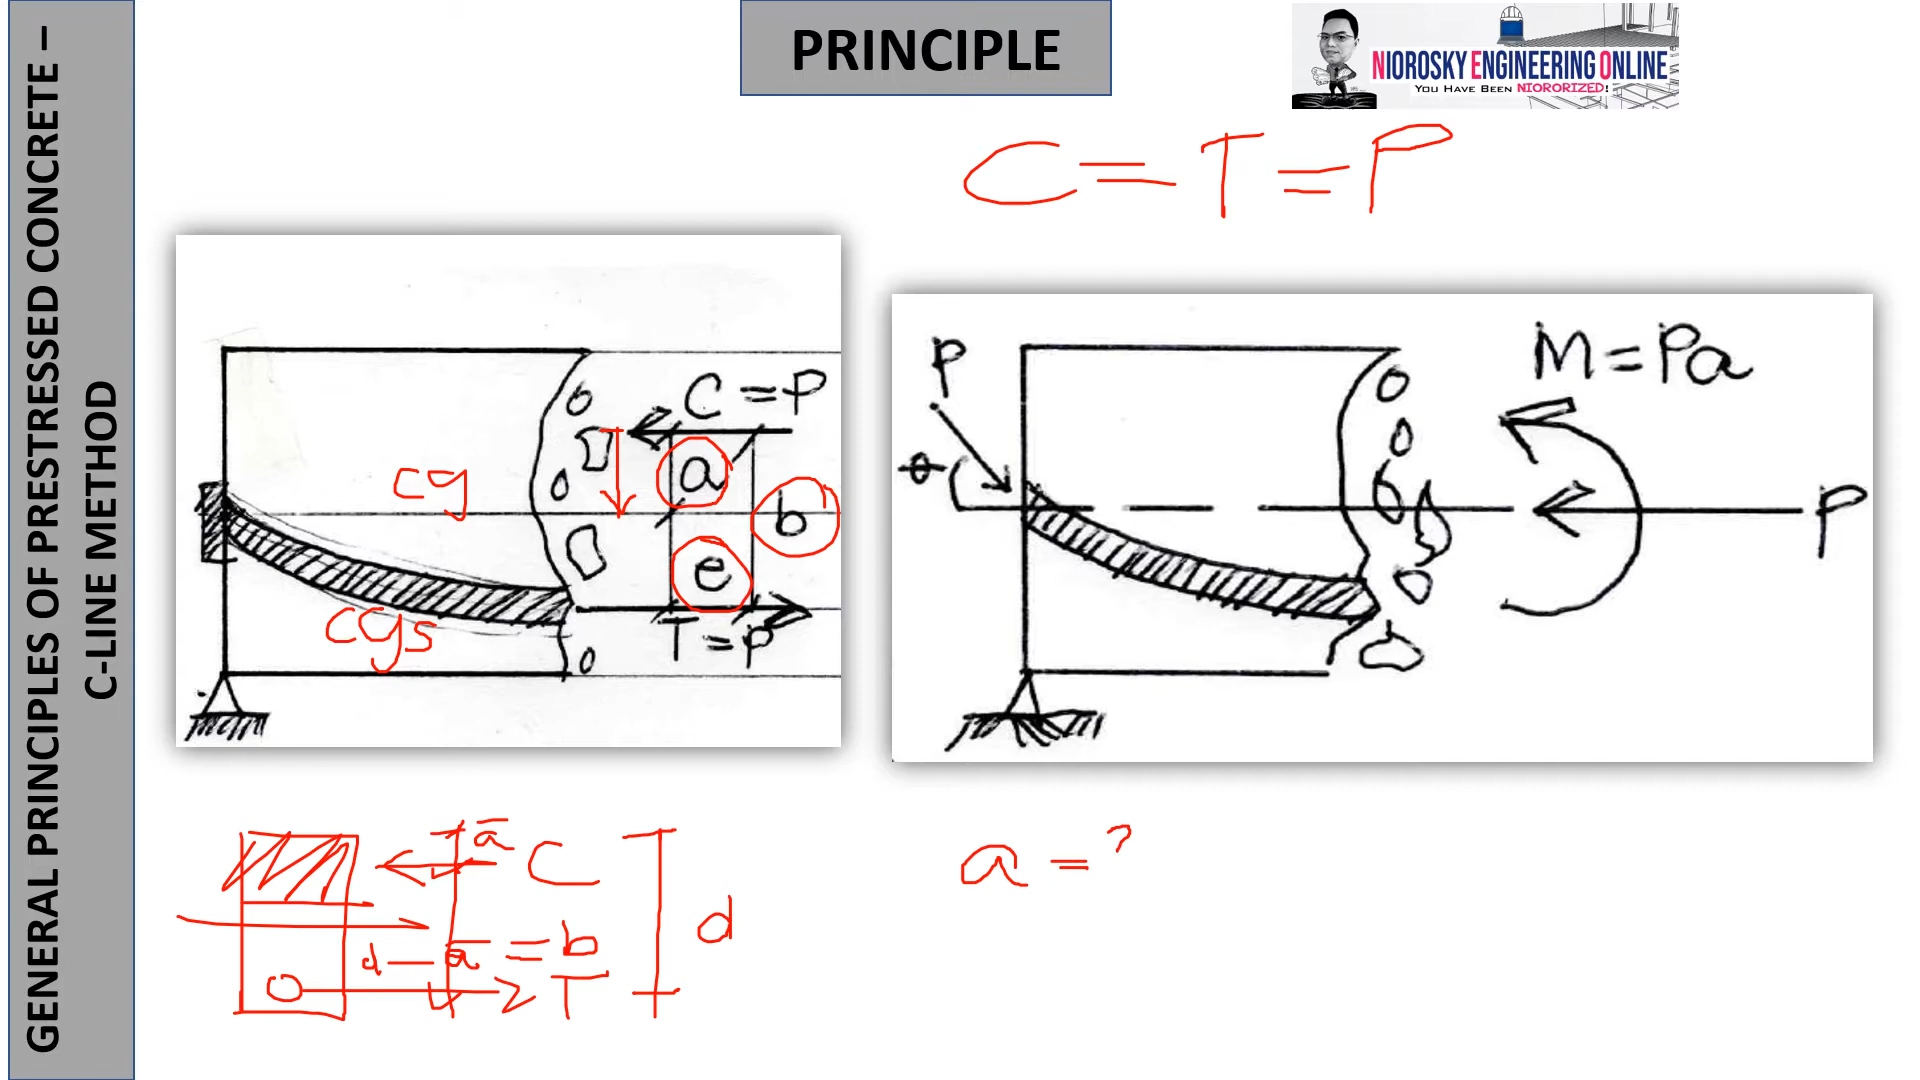 GENERAL PRINCIPLES OF PRESTRESSED CONCRETE –
C-LINE METHOD
PRINCIPLE
NIOROSKY ENGINEERING ONLINE
YOU HAVE BEEN NIORORIZED!
C = T = P
C = P
a
cg
b
e
cgs
T = P
P
M = Pa
θ
P
ā C
d
d - ā = b
T
a = ?